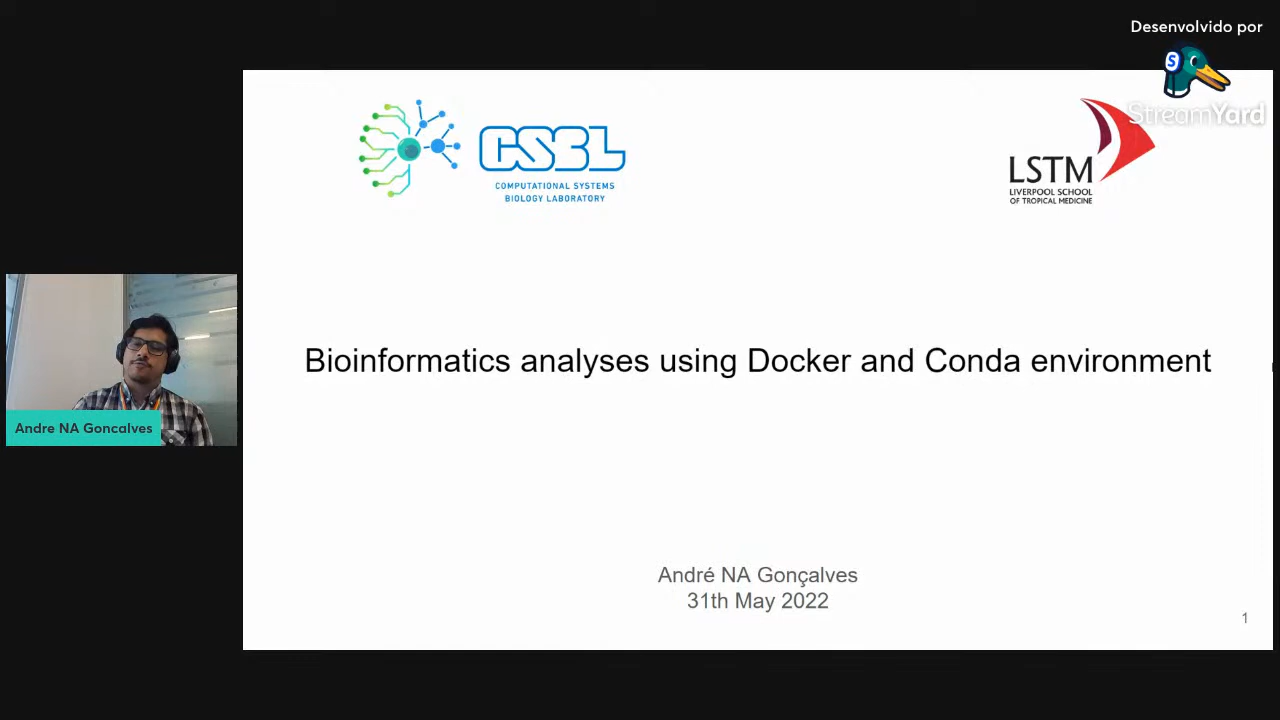 Desenvolvido por
StreamYard
CSBL
COMPUTATIONAL SYSTEMS
BIOLOGY LABORATORY
LSTM
LIVERPOOL SCHOOL
OF TROPICAL MEDICINE
Bioinformatics analyses using Docker and Conda environment
Andre NA Goncalves
André NA Gonçalves
31th May 2022
1